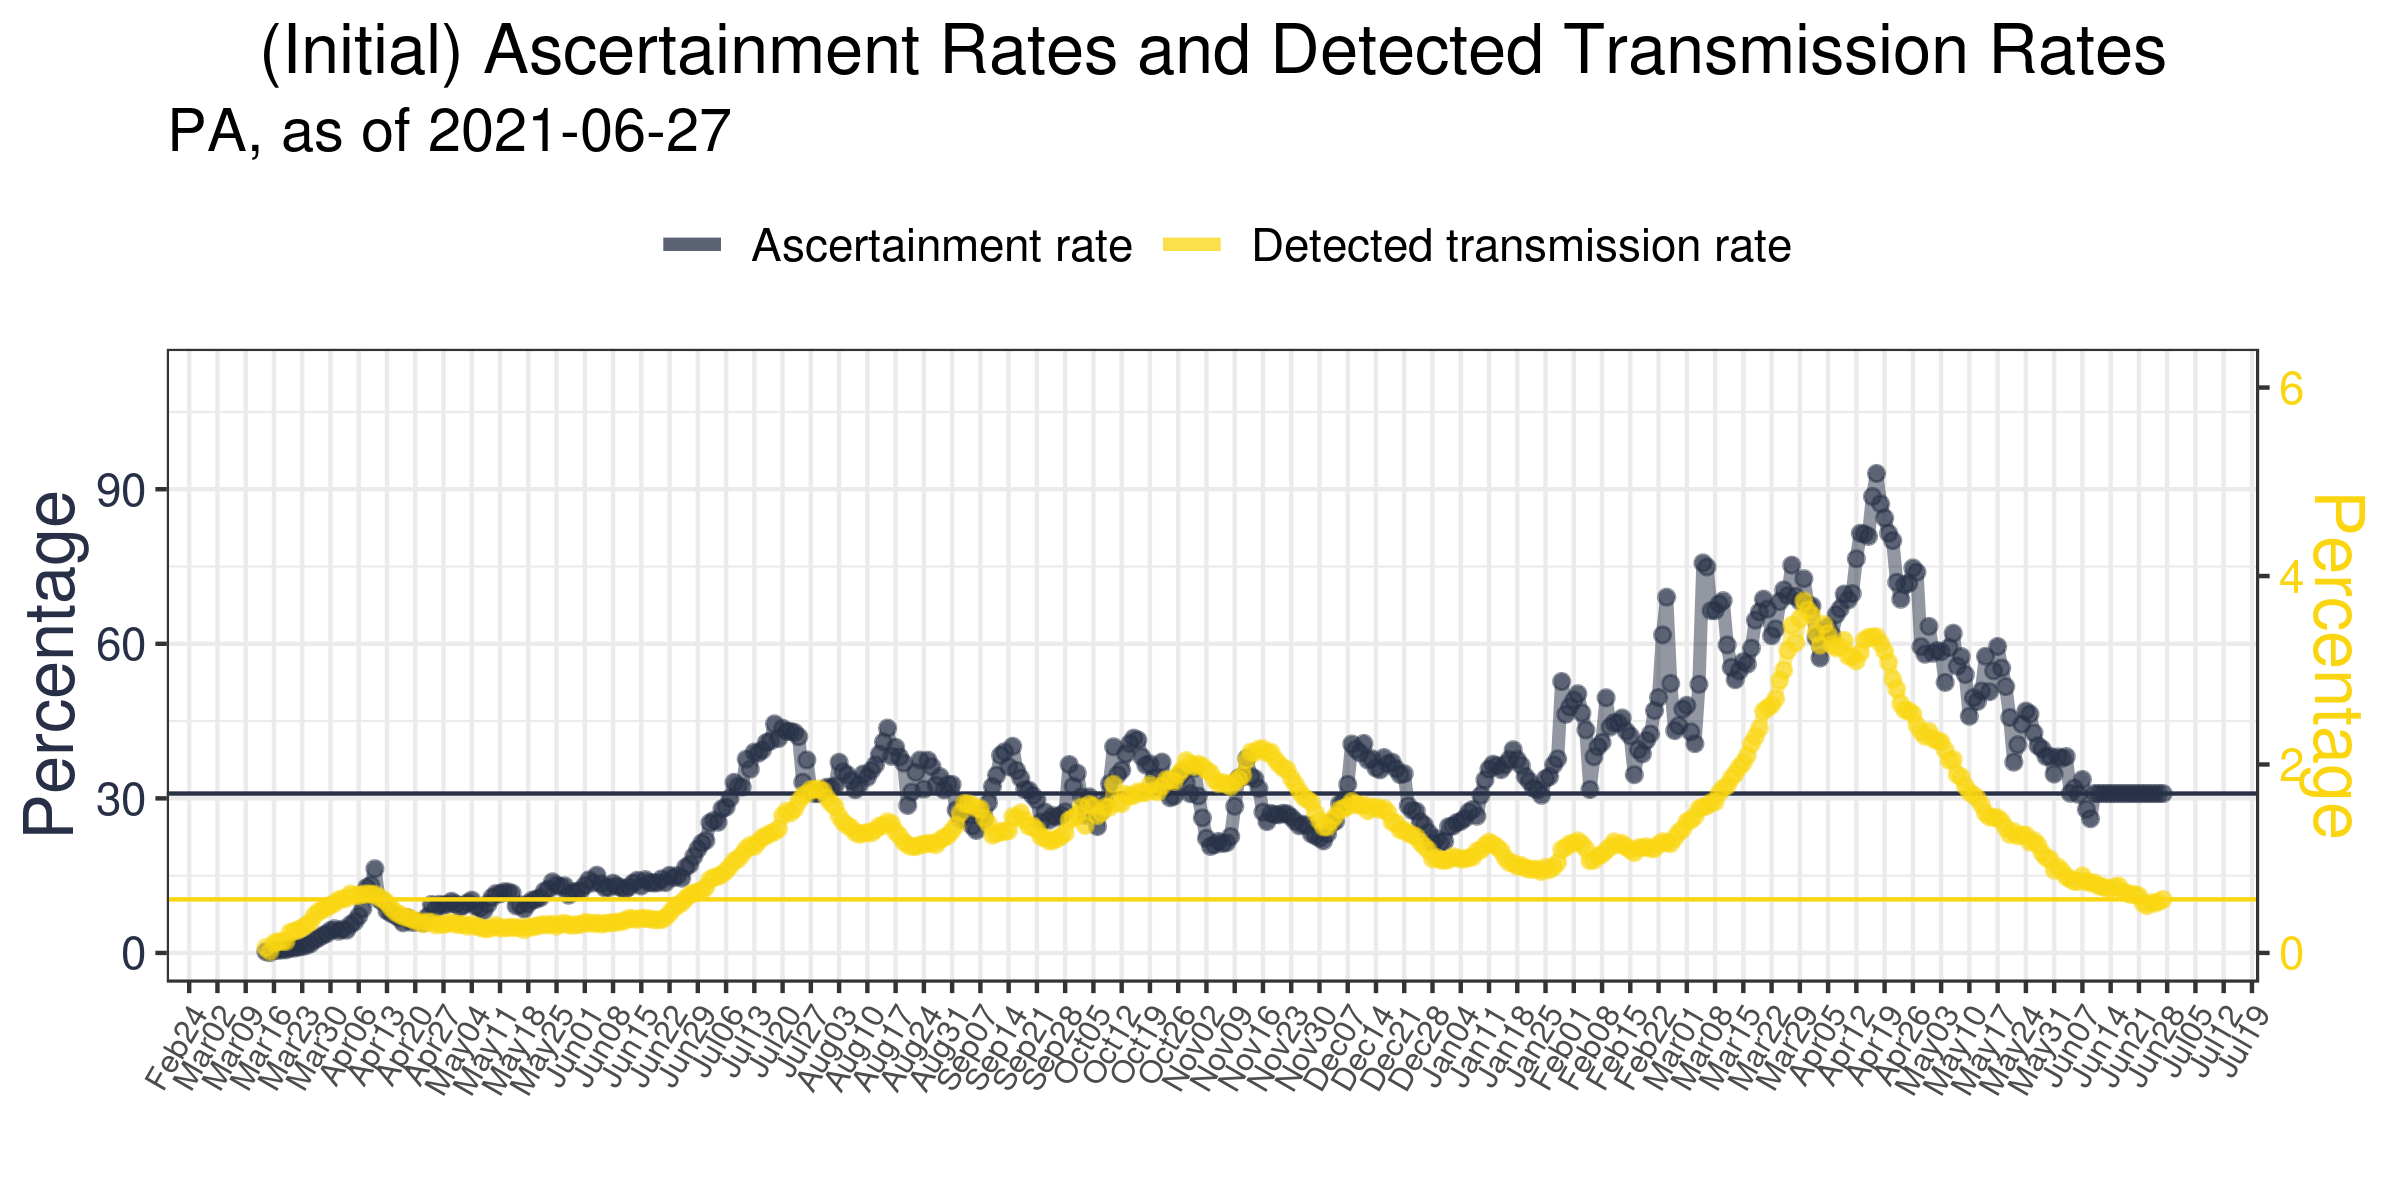 (Initial) Ascertainment Rates and Detected Transmission Rates
PA, as of 2021-06-27
Ascertainment rate
Detected transmission rate
Percentage
90
60
30
0
6
4
2
0
Percentage
Feb24
Mar02
Mar09
Mar16
Mar23
Mar30
Apr06
Apr13
Apr20
Apr27
May04
May11
May18
May25
Jun01
Jun08
Jun15
Jun22
Jun29
Jul06
Jul13
Jul20
Jul27
Aug03
Aug10
Aug17
Aug24
Aug31
Sep07
Sep14
Sep21
Sep28
Oct05
Oct12
Oct19
Oct26
Nov02
Nov09
Nov16
Nov23
Nov30
Dec07
Dec14
Dec21
Dec28
Jan04
Jan11
Jan18
Jan25
Feb01
Feb08
Feb15
Feb22
Mar01
Mar08
Mar15
Mar22
Mar29
Apr05
Apr12
Apr19
Apr26
May03
May10
May17
May24
May31
Jun07
Jun14
Jun21
Jun28
Jul05
Jul12
Jul19